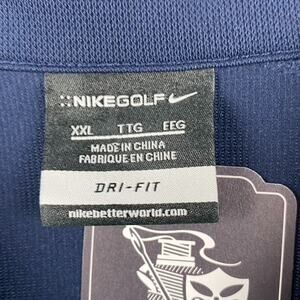 NIKEGOLF
XXL TTG EEG
MADE IN CHINA
FABRIQUE EN CHINE
DRI-FIT
nikebetterworld.com